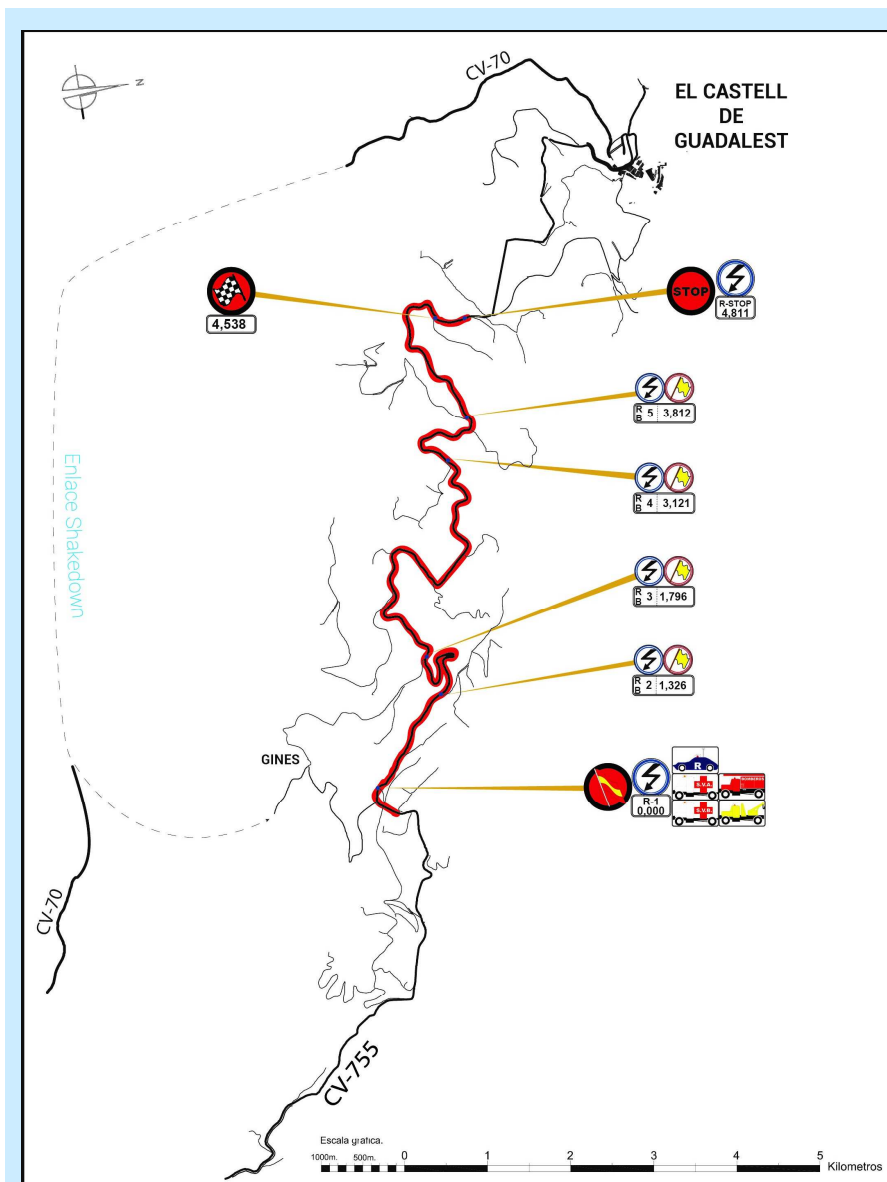 CV-70
N
EL CASTELL
DE
GUADALEST
4,538
STOP
R-STOP
4,811
R
B 5 3,812
R
B 4 3,121
Enlace Shakedown
R
B 3 1,796
R
B 2 1,326
GINES
R
S.V.A. BOMBEROS
R-1
0.000
S.V.B.
CV-70
CV-755
Escala grafica.
1000m. 500m. 0 1 2 3 4 5 Kilometros